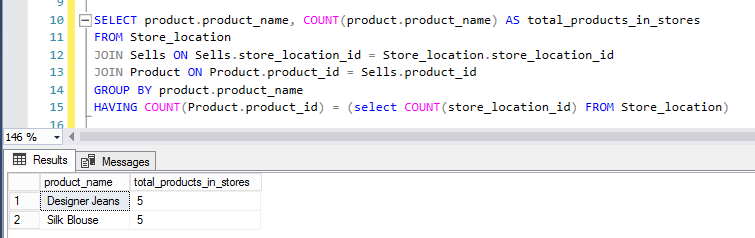 9
10 SELECT product.product_name, COUNT(product.product_name) AS total_products_in_stores
11 FROM Store_location
12 JOIN Sells ON Sells.store_location_id = Store_location.store_location_id
13 JOIN Product ON Product.product_id = Sells.product_id
14 GROUP BY product.product_name
15 HAVING COUNT(Product.product_id) = (select COUNT(store_location_id) FROM Store_location)
16
146 %
Results Messages
product_name total_products_in_stores
1 Designer Jeans 5
2 Silk Blouse 5